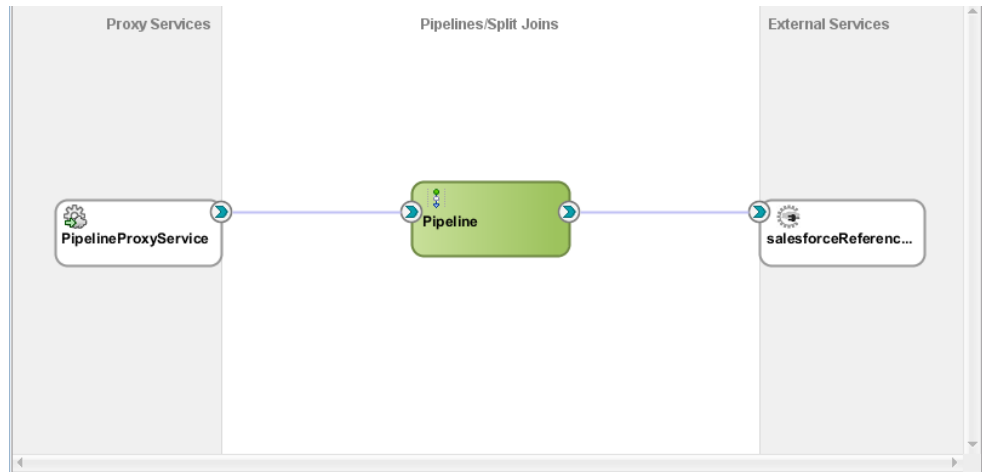 Proxy Services
Pipelines/Split Joins
External Services
PipelineProxyService
Pipeline
salesforceReferenc...